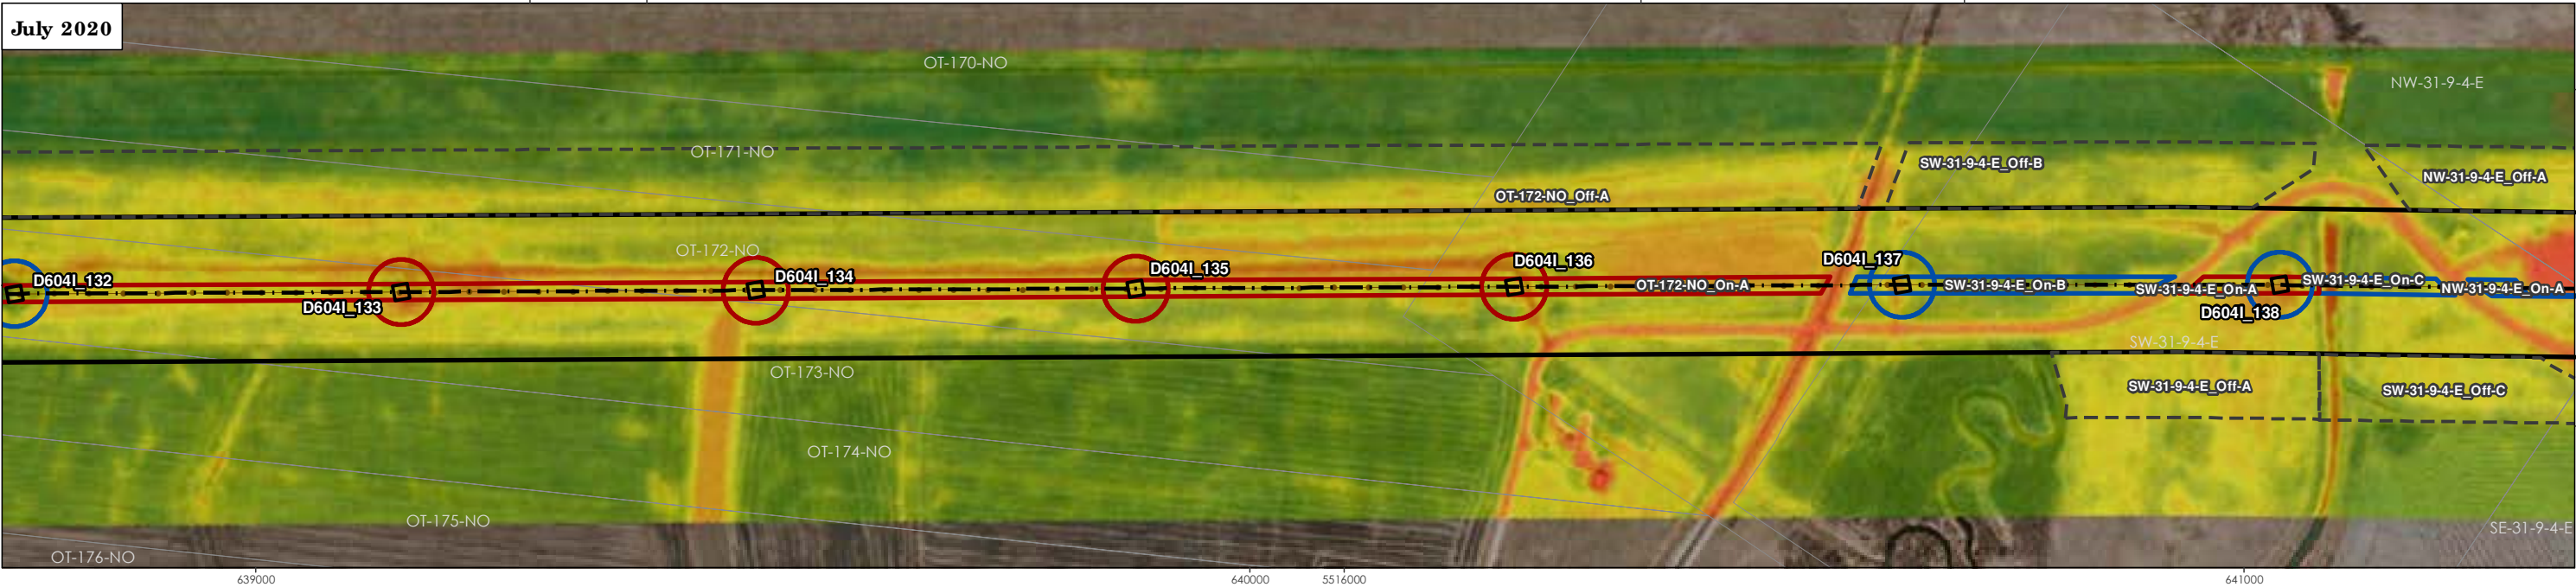 July 2020
OT-170-NO
NW-31-9-4-E
OT-171-NO
SW-31-9-4-E_Off-B
NW-31-9-4-E_Off-A
OT-172-NO_Off-A
OT-172-NO
D604I_137
D604I_136
D604I_135
D604I_134
D604I_132
D604I_133
OT-172-NO_On-A
SW-31-9-4-E_On-B
SW-31-9-4-E_On-A
SW-31-9-4-E_On-C
NW-31-9-4-E_On-A
D604I_138
SW-31-9-4-E
OT-173-NO
SW-31-9-4-E_Off-A
SW-31-9-4-E_Off-C
OT-174-NO
OT-175-NO
SE-31-9-4-E
OT-176-NO
639000
640000
5516000
641000